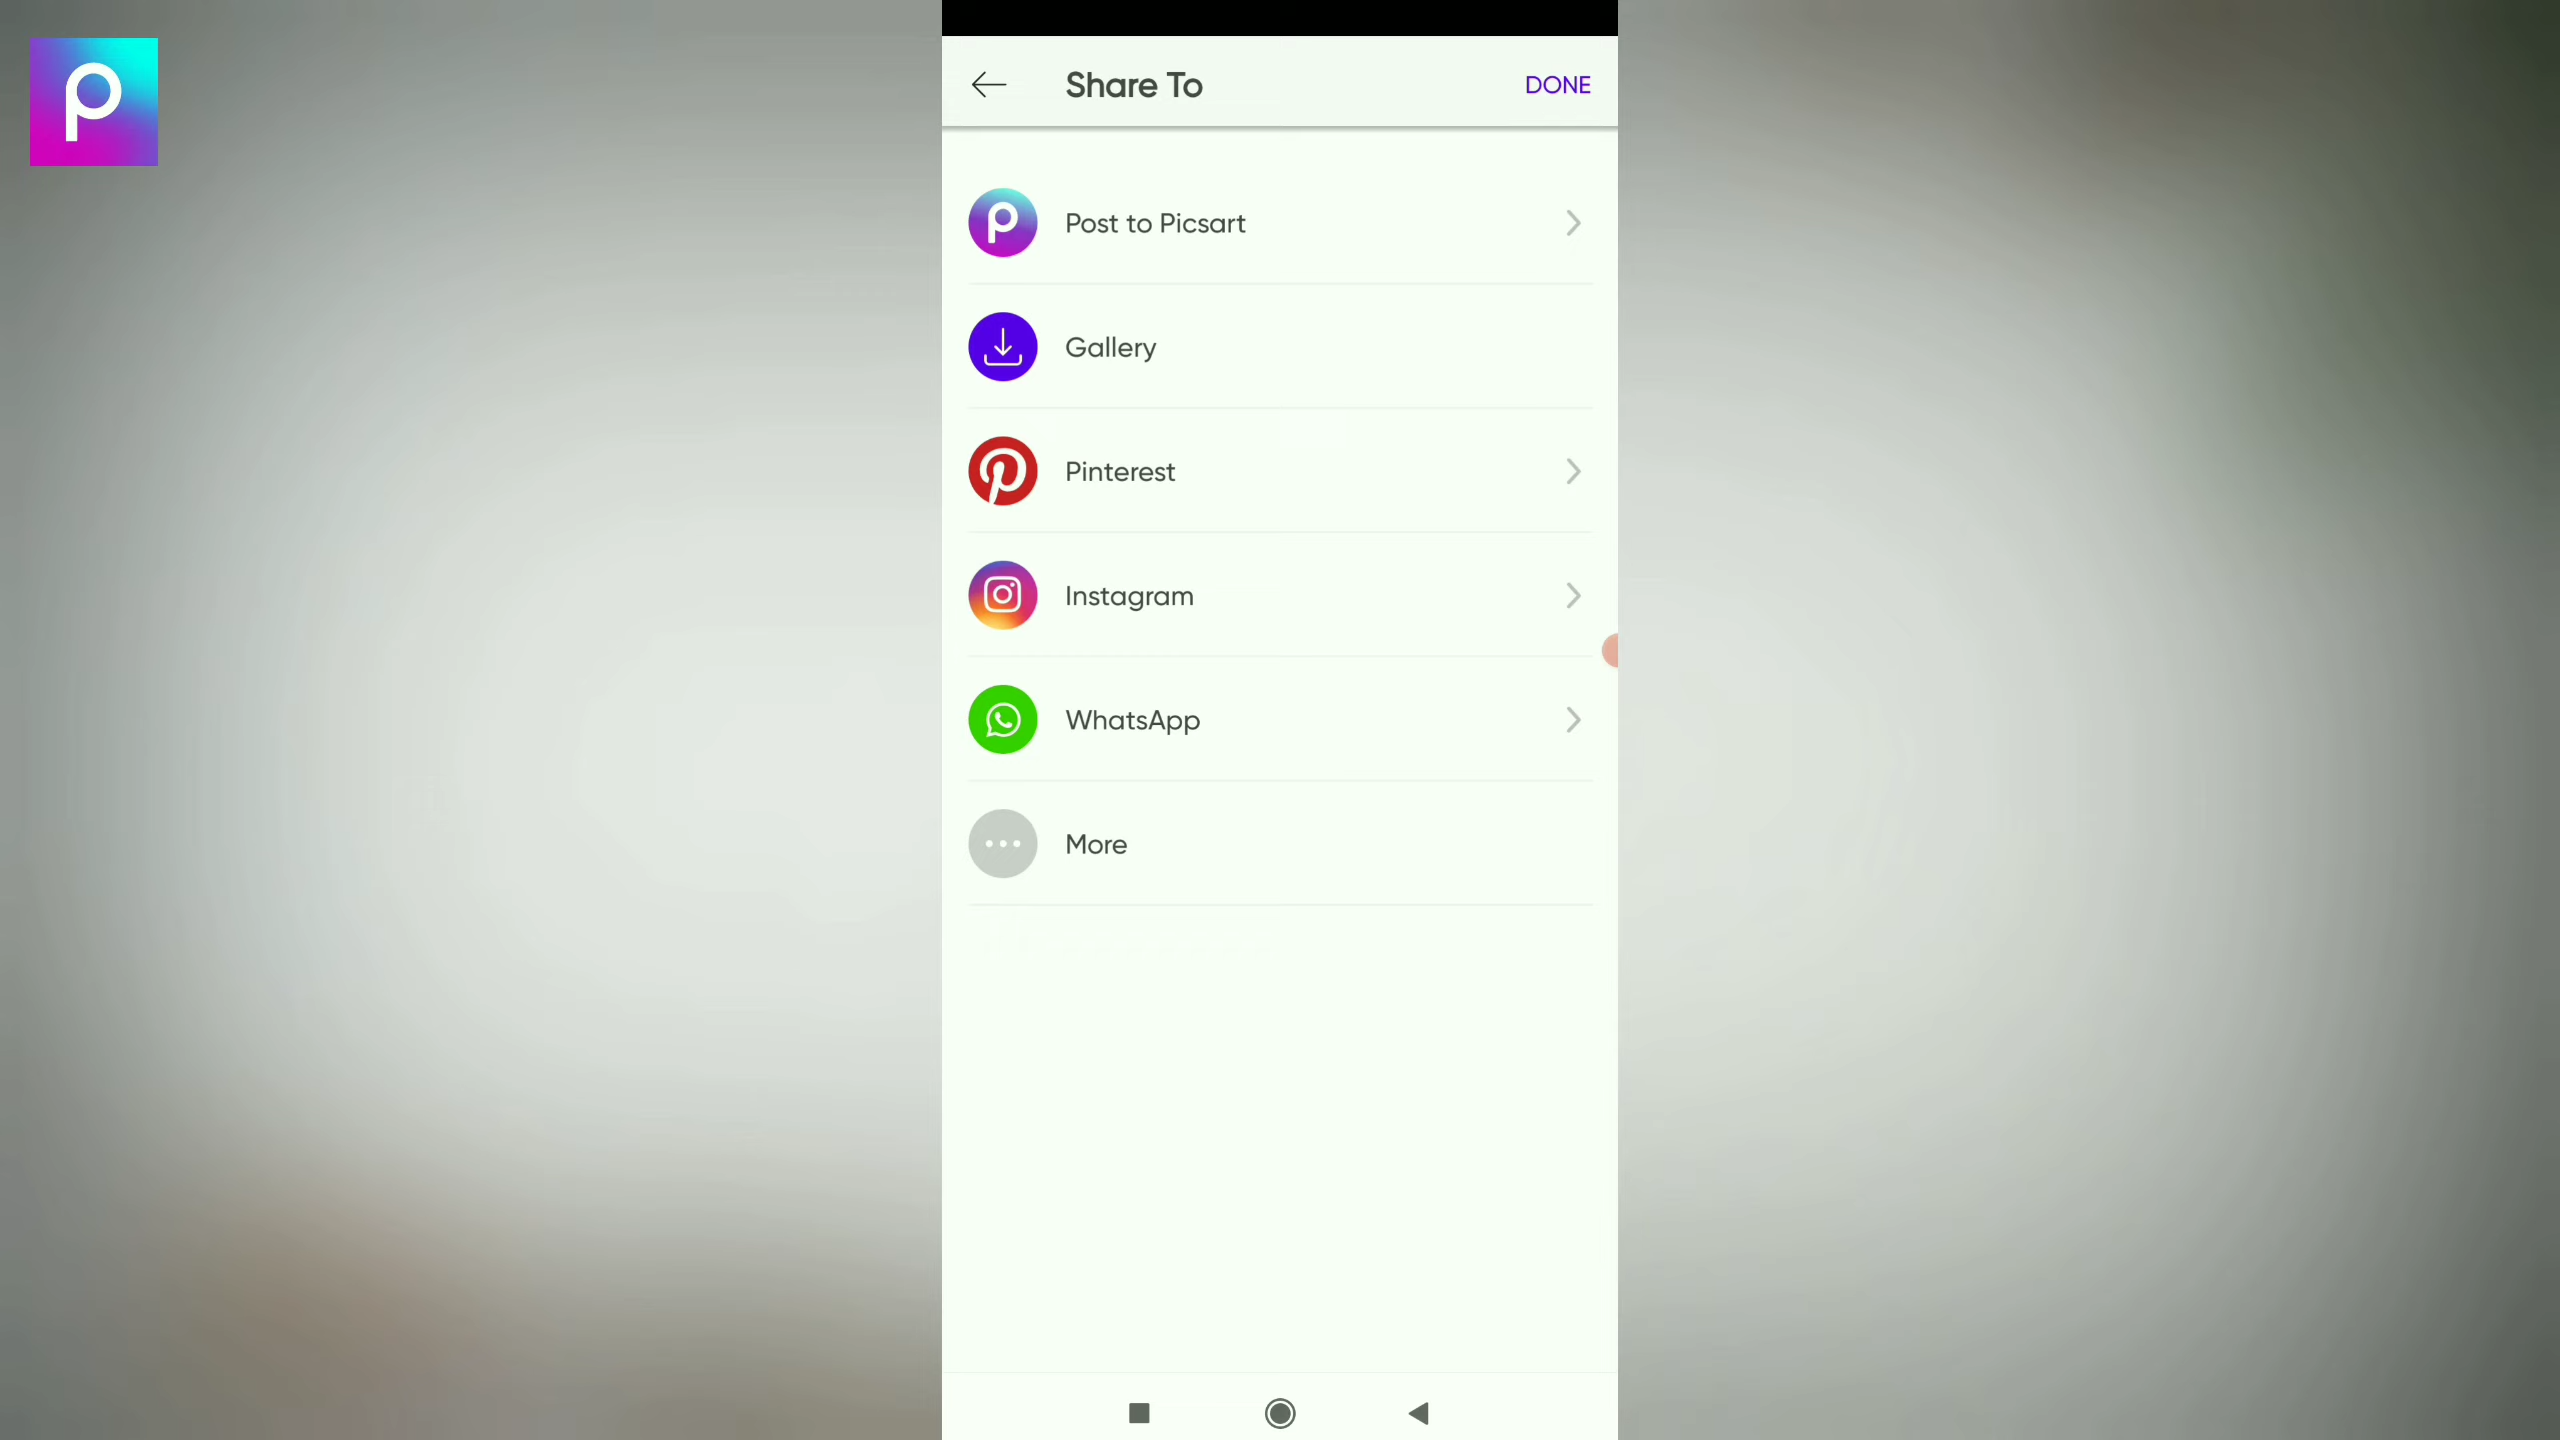 Share To
DONE
Post to Picsart
Gallery
Pinterest
Instagram
WhatsApp
More